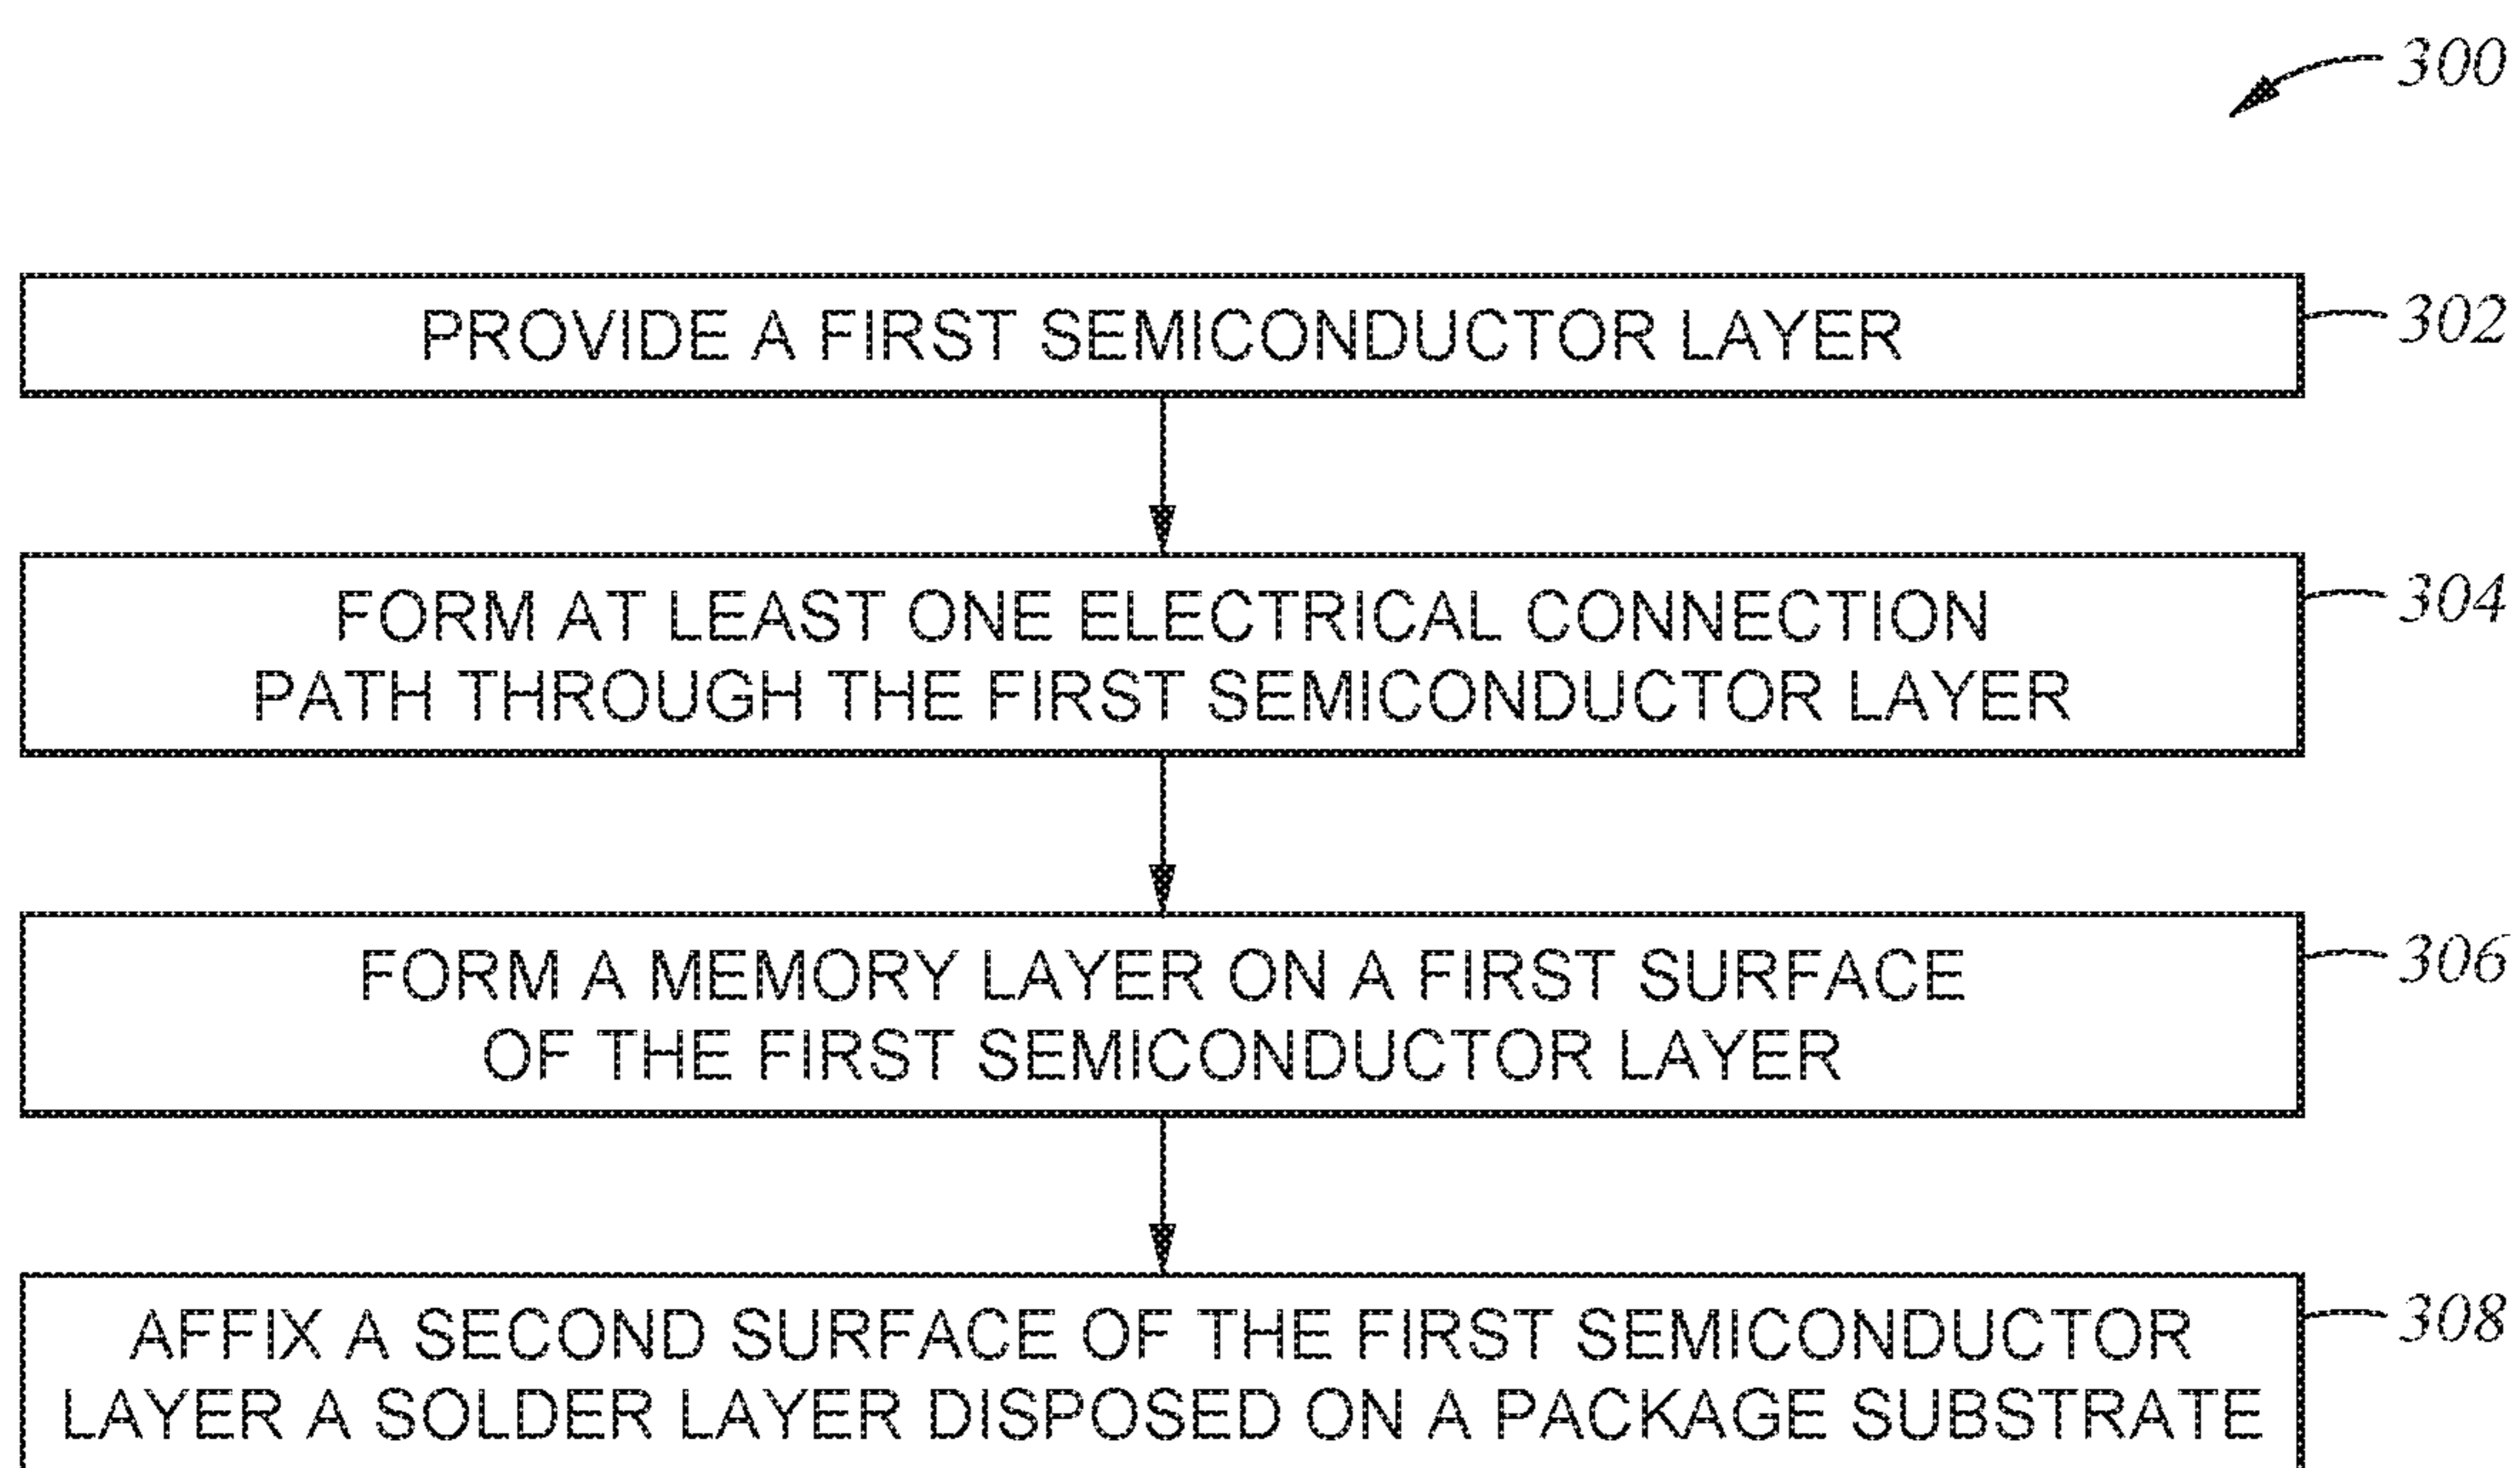 300
PROVIDE A FIRST SEMICONDUCTOR LAYER
302
FORM AT LEAST ONE ELECTRICAL CONNECTION
304
PATH THROUGH THE FIRST SEMICONDUCTOR LAYER
FORM A MEMORY LAYER ON A FIRST SURFACE
306
OF THE FIRST SEMICONDUCTOR LAYER
AFFIX A SECOND SURFACE OF THE FIRST SEMICONDUCTOR
308
LAYER A SOLDER LAYER DISPOSED ON A PACKAGE SUBSTRATE